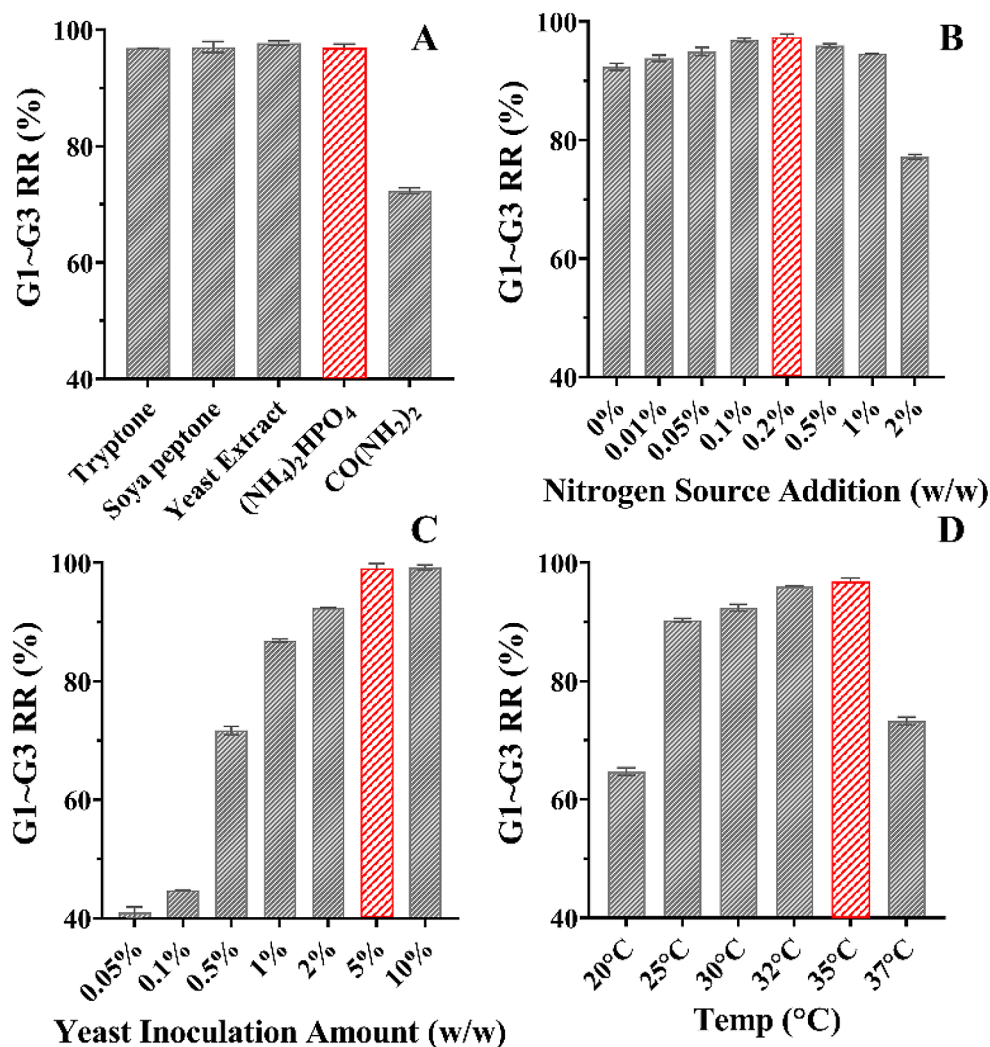 A
G1~G3 RR (%)
100
80
60
40
Tryptone
Soya peptone
Yeast Extract
(NH₄)₂HPO₄
CO(NH₂)₂
B
G1~G3 RR (%)
100
80
60
40
0%
0.01%
0.05%
0.1%
0.2%
0.5%
1%
2%
Nitrogen Source Addition (w/w)
C
G1~G3 RR (%)
100
80
60
40
0.05%
0.1%
0.5%
1%
2%
5%
10%
Yeast Inoculation Amount (w/w)
D
G1~G3 RR (%)
100
80
60
40
20°C
25°C
30°C
32°C
35°C
37°C
Temp (°C)